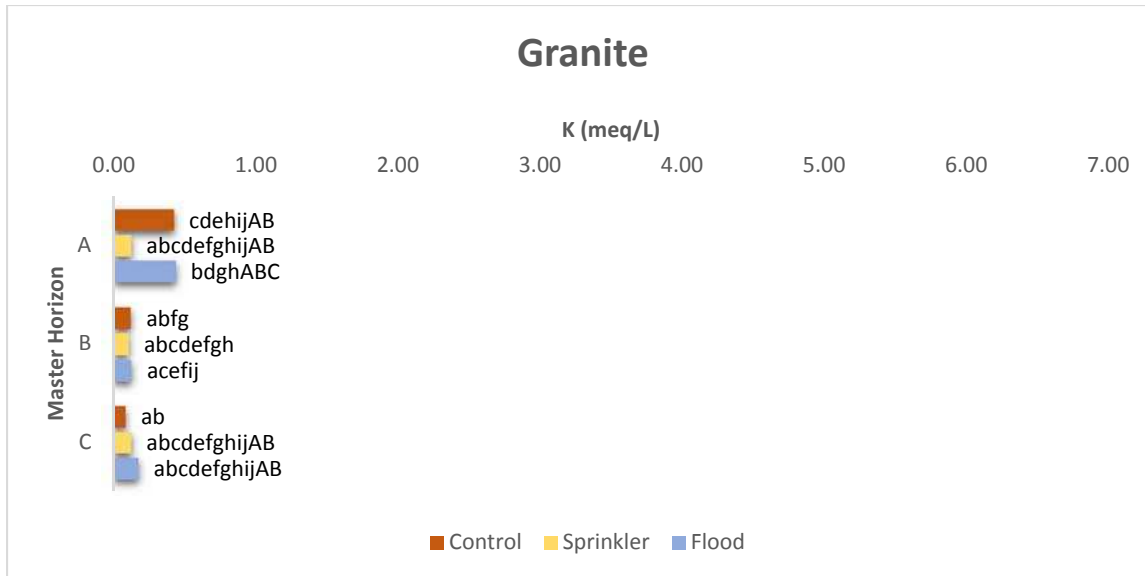 Granite
K (meq/L)
0.00 1.00 2.00 3.00 4.00 5.00 6.00 7.00
Master Horizon
A
cdehijAB
abcdefghijAB
bdghABC
B
abfg
abcdefgh
acefij
C
ab
abcdefghijAB
abcdefghijAB
Control Sprinkler Flood